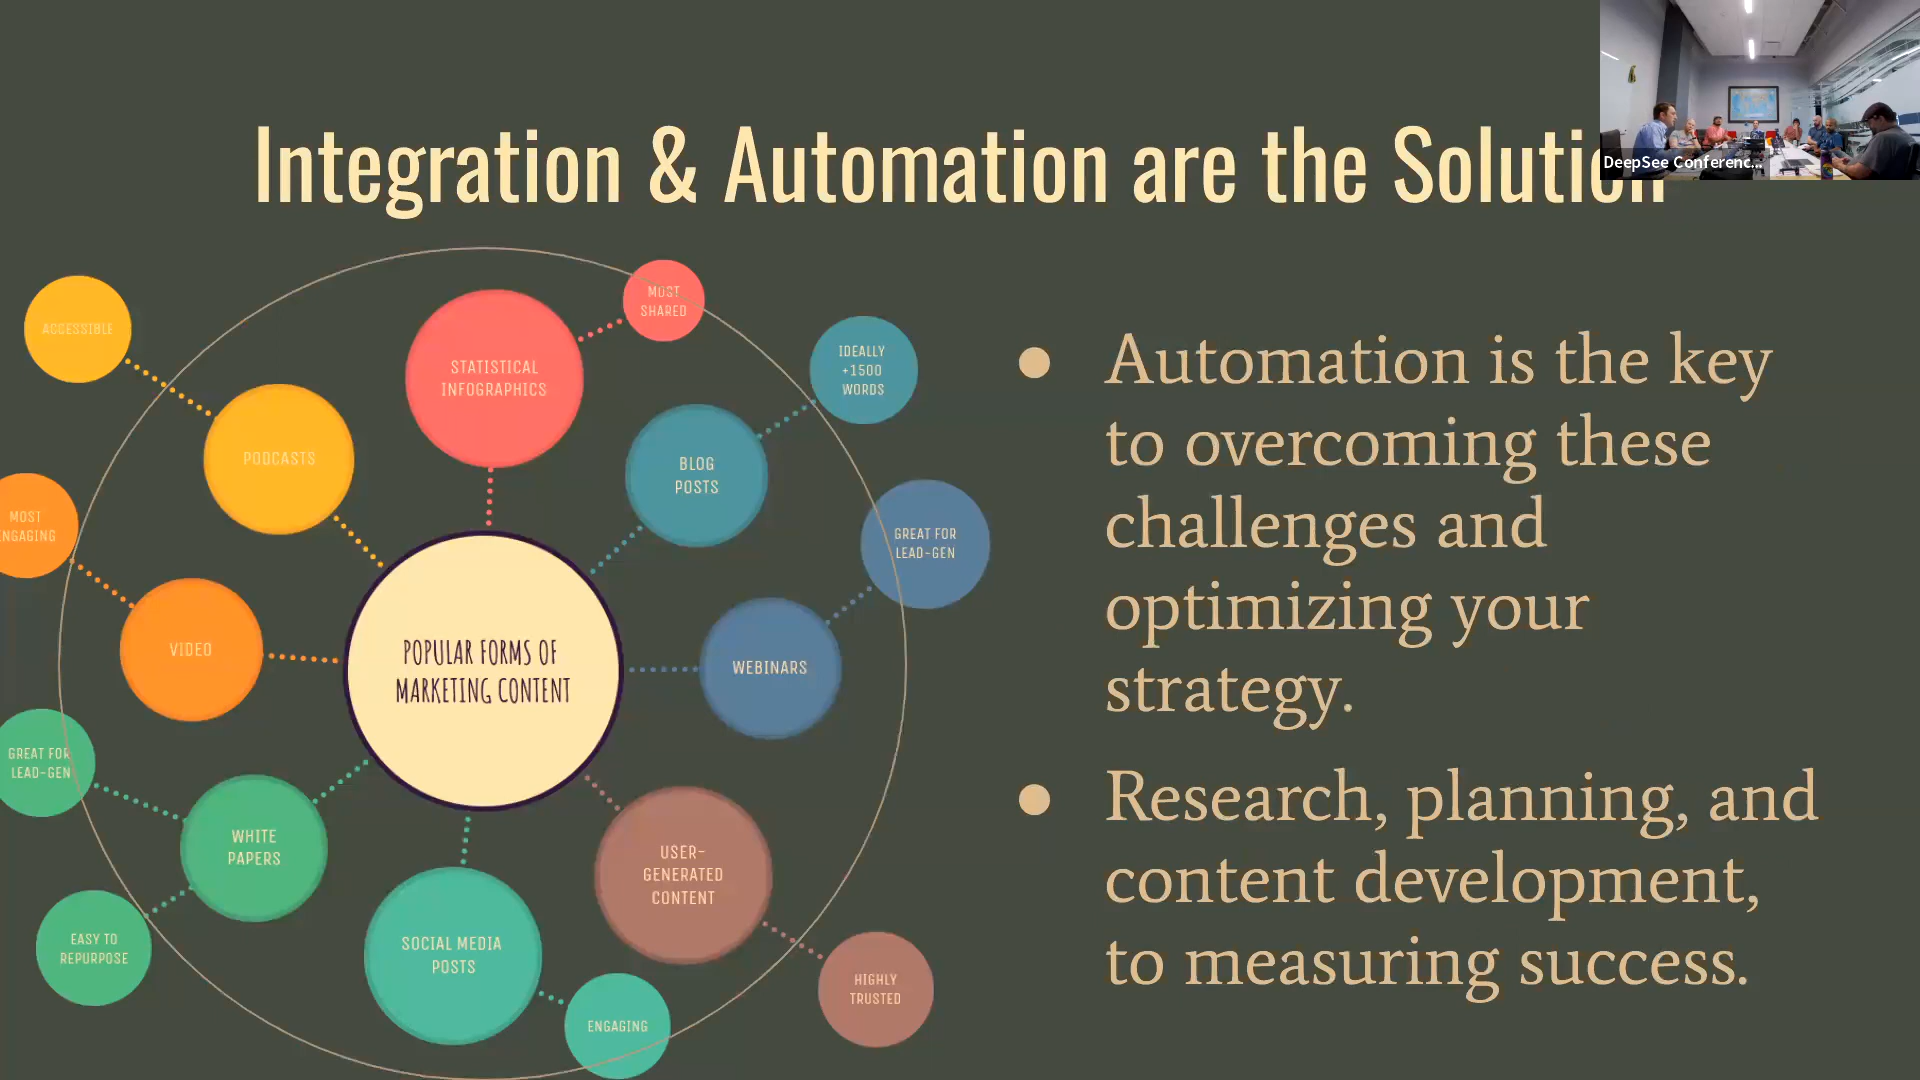 Integration & Automation are the Solution
DeepSee Conferenc...
MOST
SHARED
ACCESSIBLE
STATISTICAL
INFOGRAPHICS
IDEALLY
+1500
WORDS
PODCASTS
BLOG
POSTS
MOST
ENGAGING
GREAT FOR
LEAD-GEN
VIDEO
POPULAR FORMS OF
MARKETING CONTENT
WEBINARS
GREAT FOR
LEAD-GEN
WHITE
PAPERS
USER-
GENERATED
CONTENT
EASY TO
REPURPOSE
SOCIAL MEDIA
POSTS
HIGHLY
TRUSTED
ENGAGING
● Automation is the key
to overcoming these
challenges and
optimizing your
strategy.
● Research, planning, and
content development,
to measuring success.